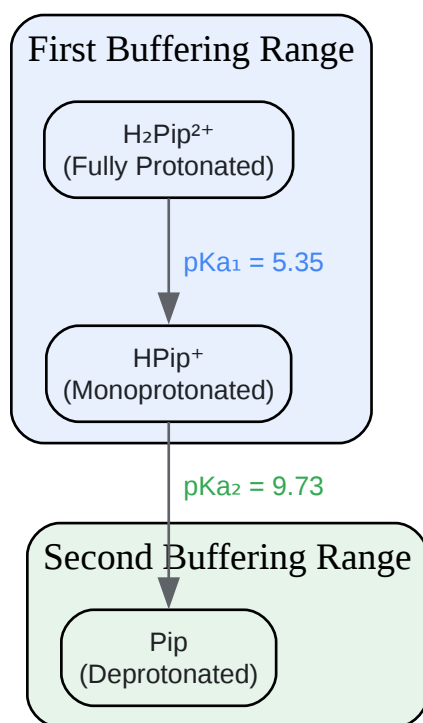 First Buffering Range
H₂Pip²⁺
(Fully Protonated)
pKa₁ = 5.35
HPip⁺
(Monoprotonated)
pKa₂ = 9.73
Second Buffering Range
Pip
(Deprotonated)